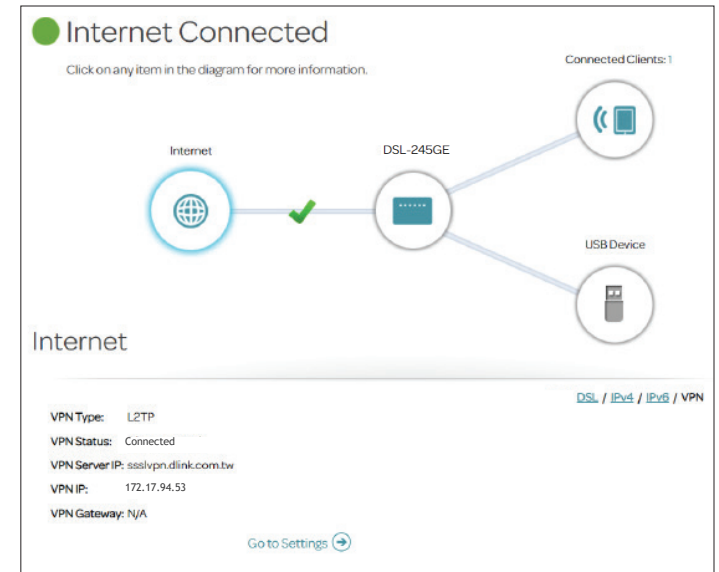 Internet Connected
Click on any item in the diagram for more information.
Connected Clients: 1
Internet
DSL-245GE
USB Device
Internet
DSL / IPv4 / IPv6 / VPN
VPN Type: L2TP
VPN Status: Connected
VPN Server IP: ssslvpn.dlink.com.tw
VPN IP: 172.17.94.53
VPN Gateway: N/A
Go to Settings